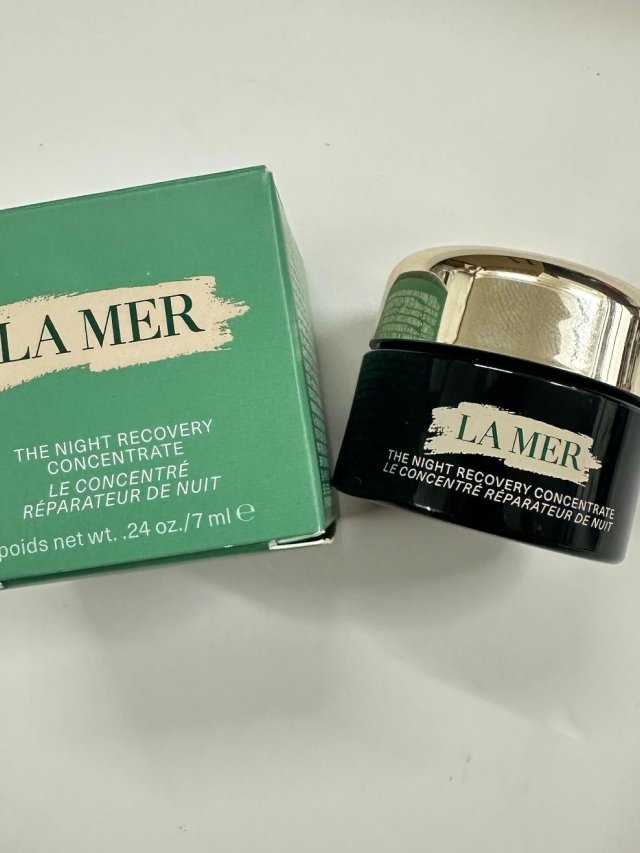 LA MER
THE NIGHT RECOVERY
CONCENTRATE
LE CONCENTRÉ
RÉPARATEUR DE NUIT
poids net wt. .24 oz./7 ml ℮
LA MER
THE NIGHT RECOVERY CONCENTRATE
LE CONCENTRÉ RÉPARATEUR DE NUIT